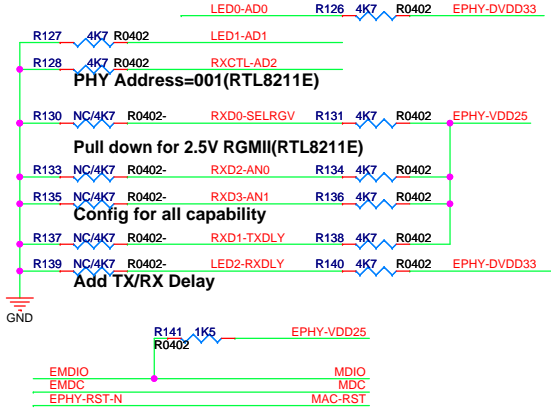 LED0-AD0 R126 4K7 R0402 EPHY-DVDD33
R127 4K7 R0402 LED1-AD1
R128 4K7 R0402 RXCTL-AD2
PHY Address=001(RTL8211E)
R130 NC/4K7 R0402- RXD0-SELRGV R131 4K7 R0402 EPHY-VDD25
Pull down for 2.5V RGMII(RTL8211E)
R133 NC/4K7 R0402- RXD2-AN0 R134 4K7 R0402
R135 NC/4K7 R0402- RXD3-AN1 R136 4K7 R0402
Config for all capability
R137 NC/4K7 R0402- RXD1-TXDLY R138 4K7 R0402
R139 NC/4K7 R0402- LED2-RXDLY R140 4K7 R0402 EPHY-DVDD33
Add TX/RX Delay
GND
R141 1K5 EPHY-VDD25
R0402
EMDIO MDIO
EMDC MDC
EPHY-RST-N MAC-RST